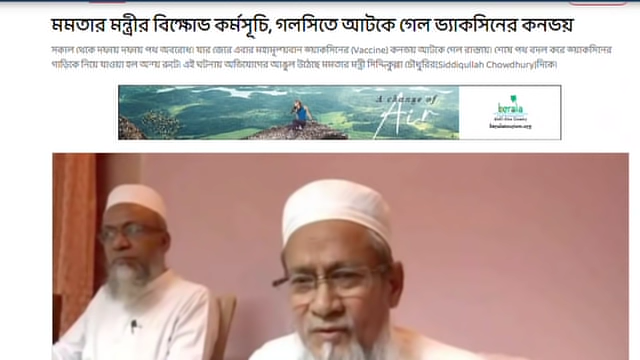 মমতার মন্ত্রীর বিক্ষোভ কর্মসূচি, গলসিতে আটকে গেল ভ্যাকসিনের কনভয়
সকাল থেকে দফায় দফায় পথ অবরোধ। যার জেরে এবার মহামূল্যবান ভ্যাকসিনের (Vaccine) কনভয় আটকে গেল রাস্তায়। শেষে পথ বদল করে ভ্যাকসিনের
গাড়িকে নিয়ে যাওয়া হল অন্য রুটে। এই ঘটনায় অভিযোগের আঙুল উঠেছে মমতার মন্ত্রী সিদ্দিকুল্লা চৌধুরির(Siddiqullah Chowdhury)দিকে।
A change of
Air
kerala
keralatourism.org